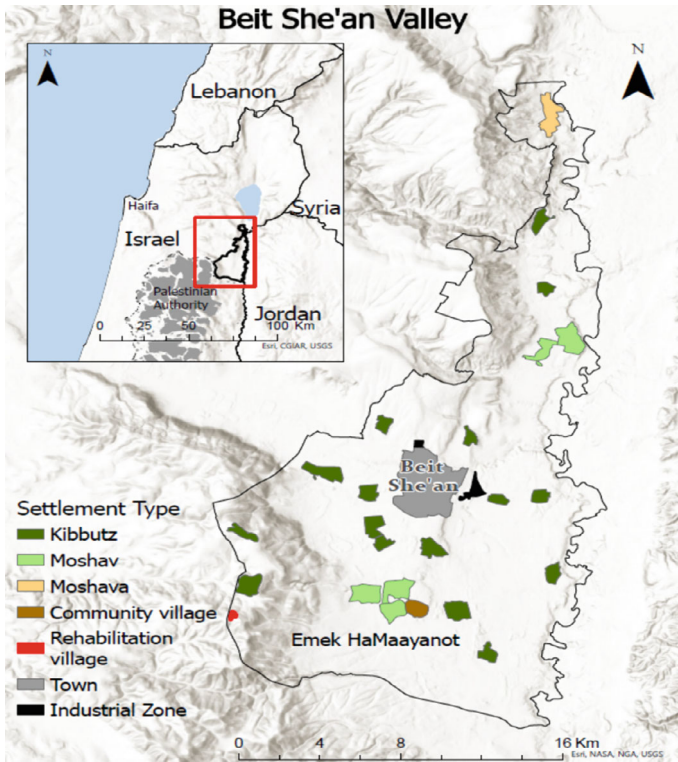 Beit She'an Valley
N
Lebanon
Haifa
Syria
Israel
Palestinian
Authority
Jordan
0 25 50 100 Km
Esri, CGIAR, USGS
N
Beit
She'an
Settlement Type
Kibbutz
Moshav
Moshava
Community village
Rehabilitation
village
Town
Industrial Zone
Emek HaMaayanot
0 4 8 16 Km
Esri, NASA, NGA, USGS